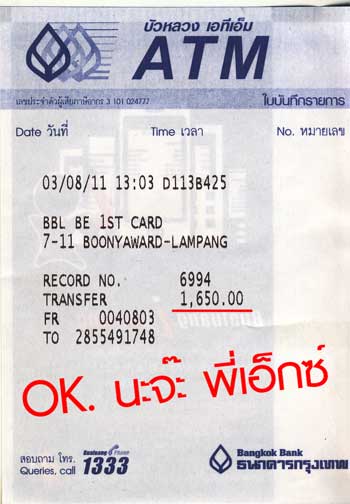 บัวหลวง เอทีเอ็ม
ATM
เลขประจำตัวผู้เสียภาษีอากร 3 101 024777
ใบบันทึกรายการ
Date วันที่ Time เวลา No. หมายเลข
03/08/11 13:03 D113B425
BBL BE 1ST CARD
7-11 BOONYAWARD-LAMPANG
RECORD NO. 6994
TRANSFER 1,650.00
FR 0040803
TO 2855491748
OK. นะจ๊ะ พี่เอ็กซ์
สอบถาม โทร. Bualuang Phone
Queries, call 1333
Bangkok Bank
ธนาคารกรุงเทพ